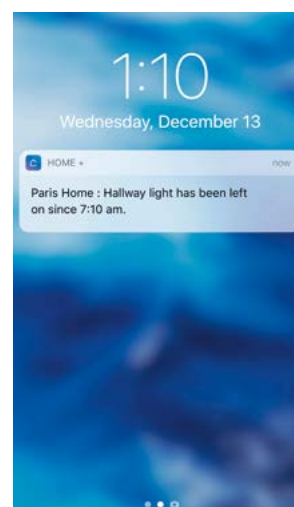 1:10
Wednesday, December 13
HOME +
now
Paris Home : Hallway light has been left
on since 7:10 am.